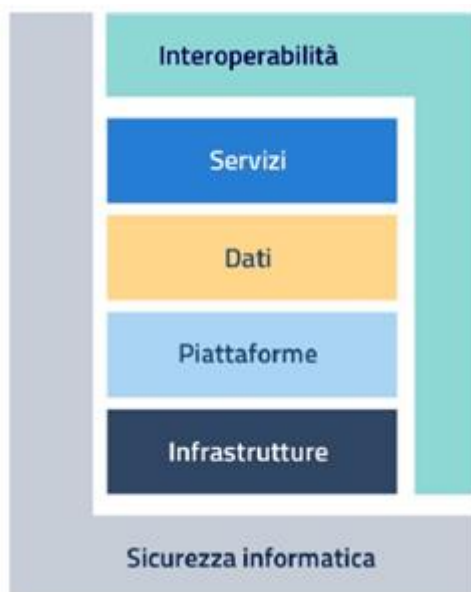 Interoperabilità
Servizi
Dati
Piattaforme
Infrastrutture
Sicurezza informatica